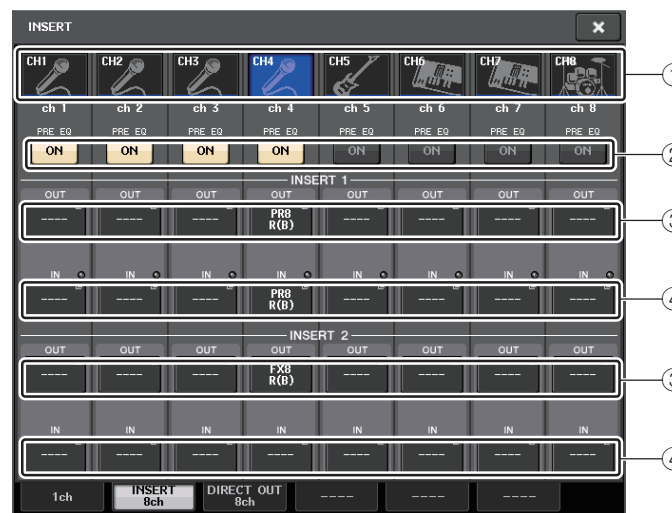 INSERT ×
CH1 CH2 CH3 CH4 CH5 CH6 CH7 CH8
ch 1 ch 2 ch 3 ch 4 ch 5 ch 6 ch 7 ch 8
PRE EQ PRE EQ PRE EQ PRE EQ PRE EQ PRE EQ PRE EQ PRE EQ
ON ON ON ON ON ON ON ON
INSERT 1
OUT OUT OUT OUT OUT OUT OUT OUT
---- ---- ---- PR8 R(B) ---- ---- ---- ----
IN IN IN IN IN IN IN IN
---- ---- ---- PR8 R(B) ---- ---- ---- ----
INSERT 2
OUT OUT OUT OUT OUT OUT OUT OUT
---- ---- ---- FX8 R(B) ---- ---- ---- ----
IN IN IN IN IN IN IN IN
---- ---- ---- ---- ---- ---- ---- ----
1ch INSERT 8ch DIRECT OUT 8ch ---- ---- ----